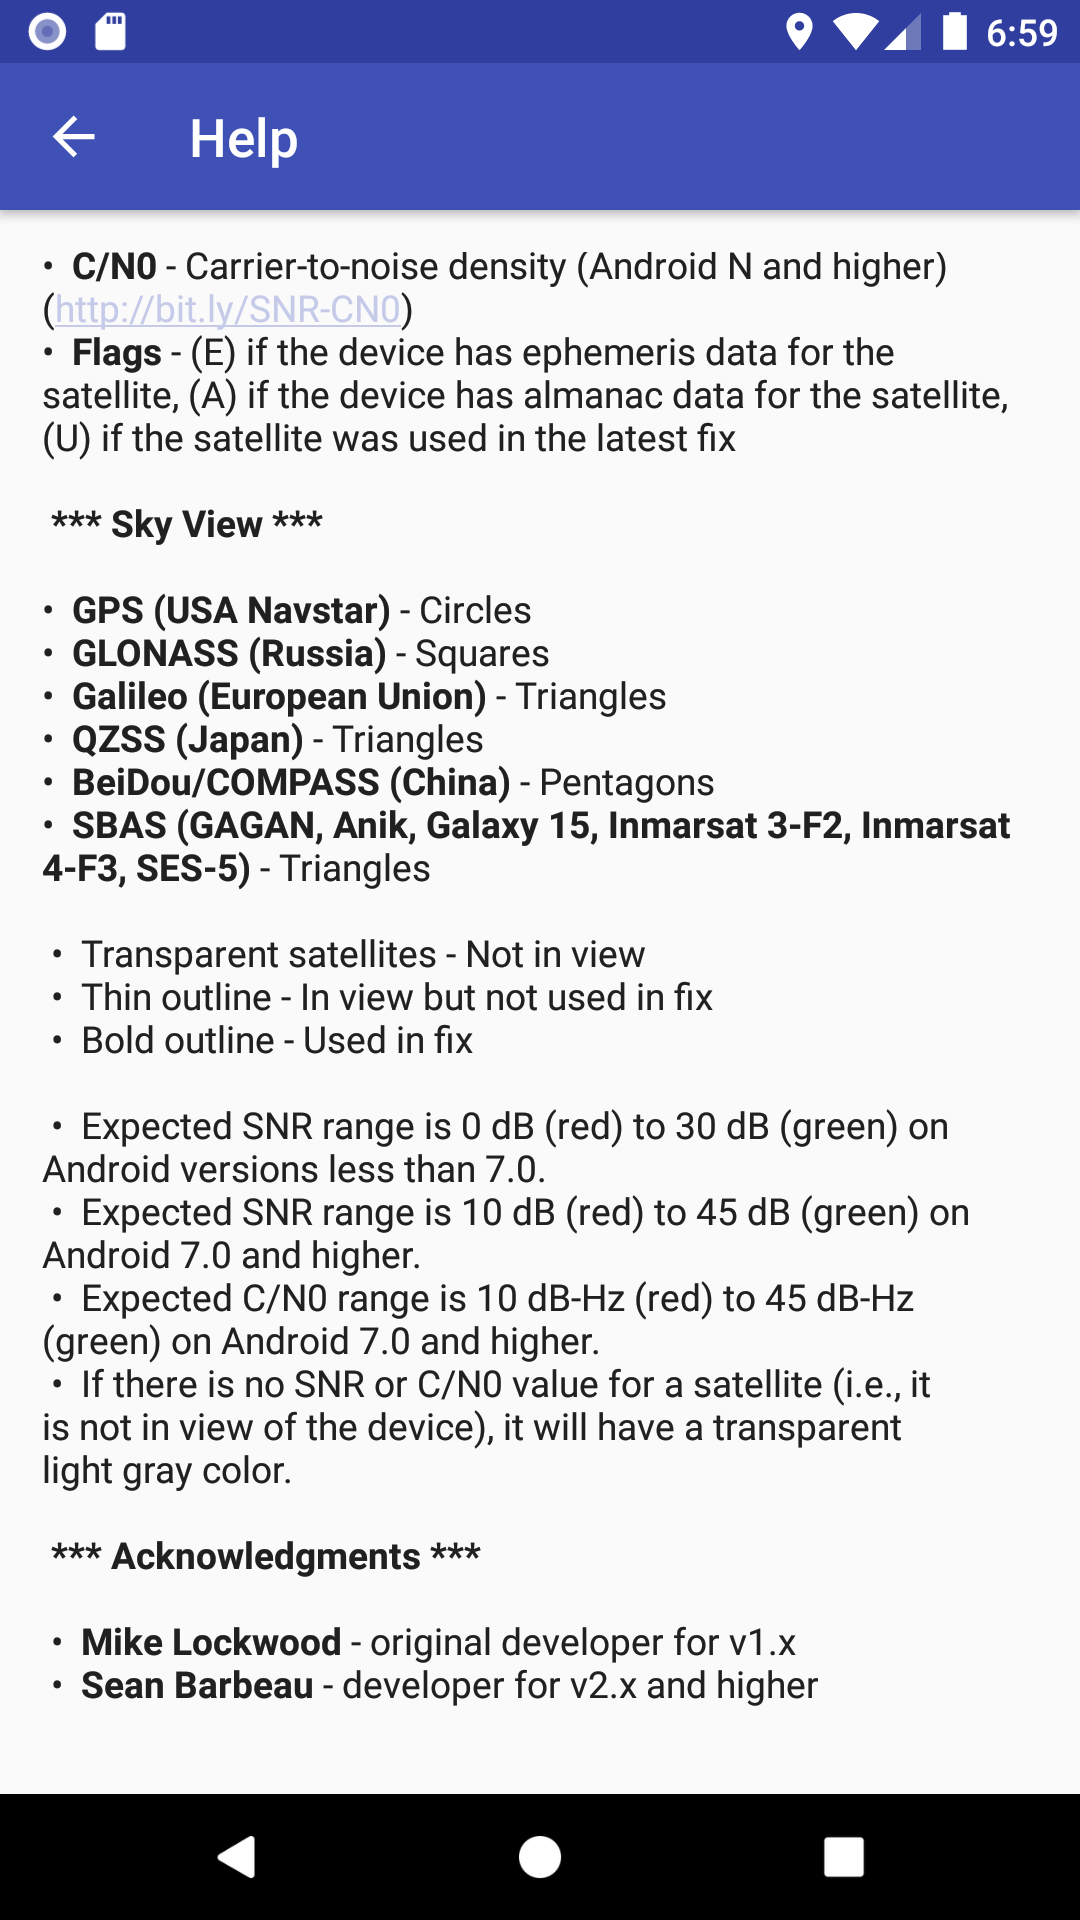 6:59
Help
• C/N0 - Carrier-to-noise density (Android N and higher)
(http://bit.ly/SNR-CN0)
• Flags - (E) if the device has ephemeris data for the
satellite, (A) if the device has almanac data for the satellite,
(U) if the satellite was used in the latest fix
*** Sky View ***
• GPS (USA Navstar) - Circles
• GLONASS (Russia) - Squares
• Galileo (European Union) - Triangles
• QZSS (Japan) - Triangles
• BeiDou/COMPASS (China) - Pentagons
• SBAS (GAGAN, Anik, Galaxy 15, Inmarsat 3-F2, Inmarsat
4-F3, SES-5) - Triangles
• Transparent satellites - Not in view
• Thin outline - In view but not used in fix
• Bold outline - Used in fix
• Expected SNR range is 0 dB (red) to 30 dB (green) on
Android versions less than 7.0.
• Expected SNR range is 10 dB (red) to 45 dB (green) on
Android 7.0 and higher.
• Expected C/N0 range is 10 dB-Hz (red) to 45 dB-Hz
(green) on Android 7.0 and higher.
• If there is no SNR or C/N0 value for a satellite (i.e., it
is not in view of the device), it will have a transparent
light gray color.
*** Acknowledgments ***
• Mike Lockwood - original developer for v1.x
• Sean Barbeau - developer for v2.x and higher